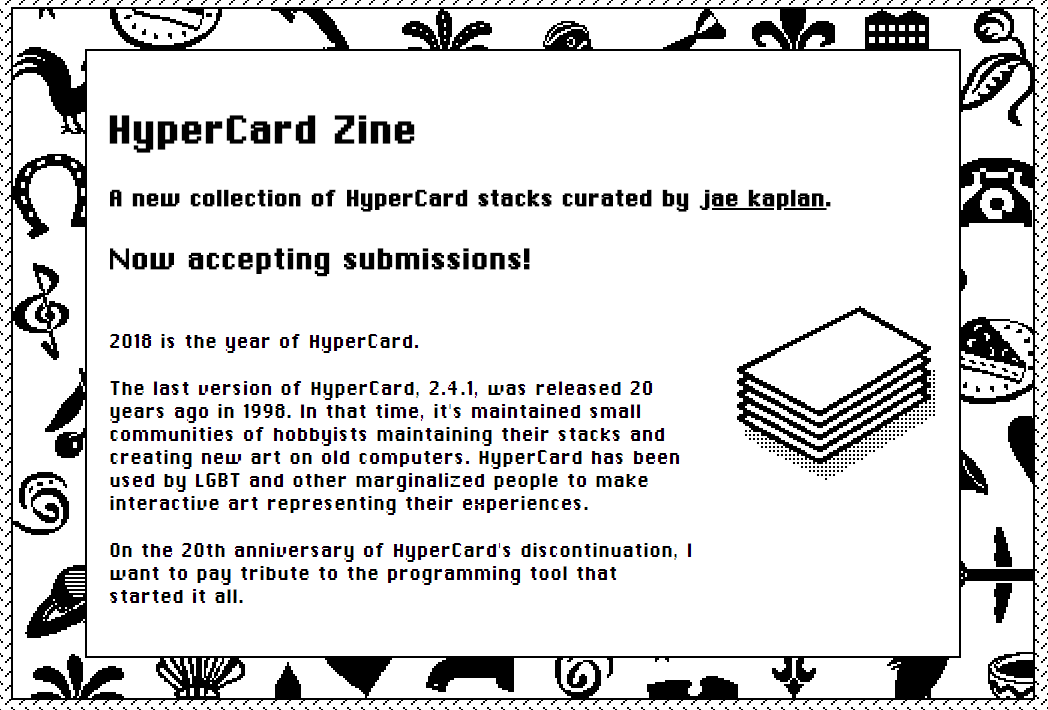 HyperCard Zine
A new collection of HyperCard stacks curated by jae kaplan.
Now accepting submissions!
2018 is the year of HyperCard.
The last version of HyperCard, 2.4.1, was released 20
years ago in 1998. In that time, it's maintained small
communities of hobbyists maintaining their stacks and
creating new art on old computers. HyperCard has been
used by LGBT and other marginalized people to make
interactive art representing their experiences.
On the 20th anniversary of HyperCard's discontinuation, I
want to pay tribute to the programming tool that
started it all.